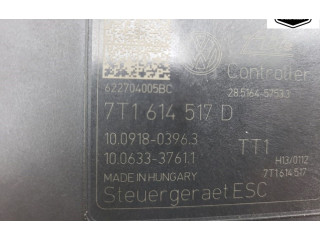 Controller
622704005BC
28.5164-5753.3
7T1 614 517 D
10.0918-0396.3
TT1
10.0633-3761.1
H13/0112
MADE IN HUNGARY
7T1614517
Steuergeraet ESC